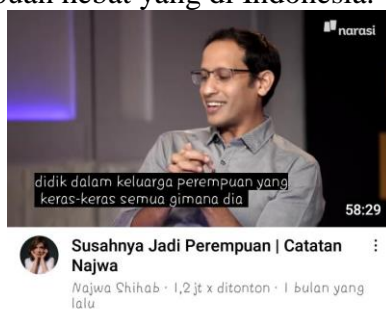 buan hebat yang di Indonesia.
narasi
didik dalam keluarga perempuan yang
keras-keras semua gimana dia
58:29
Susahnya Jadi Perempuan | Catatan
Najwa
Najwa Shihab · 1,2 jt x ditonton · 1 bulan yang
lalu